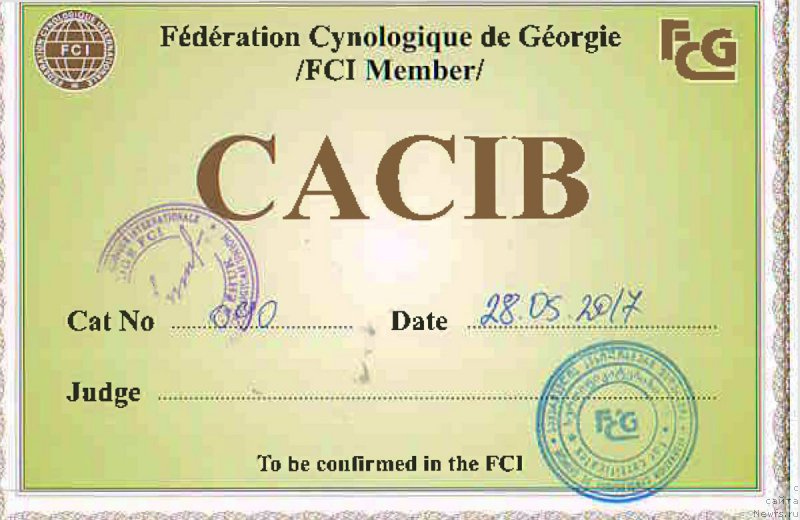 Fédération Cynologique de Géorgie
/FCI Member/
FCI
FCG
CACIB
Cat No 090 Date 28.05.2017
Judge
FCG
To be confirmed in the FCI
с
сайта
Newfs.ru